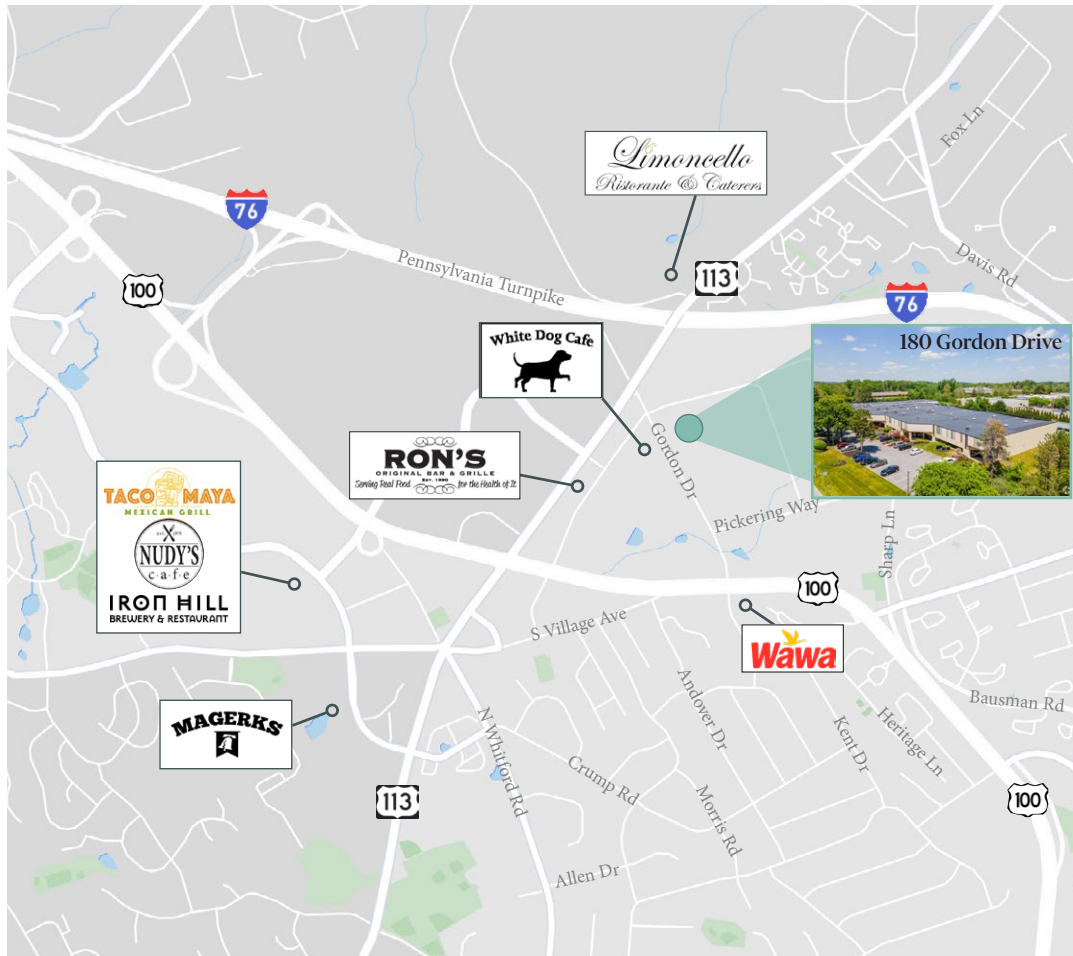 Fox Ln
Limoncello
Ristorante & Caterers
76
100
Pennsylvania Turnpike
113
Davis Rd
76
180 Gordon Drive
White Dog Cafe
RON'S
ORIGINAL BAR & GRILLE
Est. 1986
Serving Real Food for the Health of It
Gordon Dr
Pickering Way
Sharp Ln
TACO MAYA
MEXICAN GRILL
NUDY'S
cafe
IRON HILL
BREWERY & RESTAURANT
100
S Village Ave
Wawa
MAGERKS
Andover Dr
Bausman Rd
Heritage Ln
Kent Dr
N Whitford Rd
Crump Rd
Morris Rd
113
100
Allen Dr